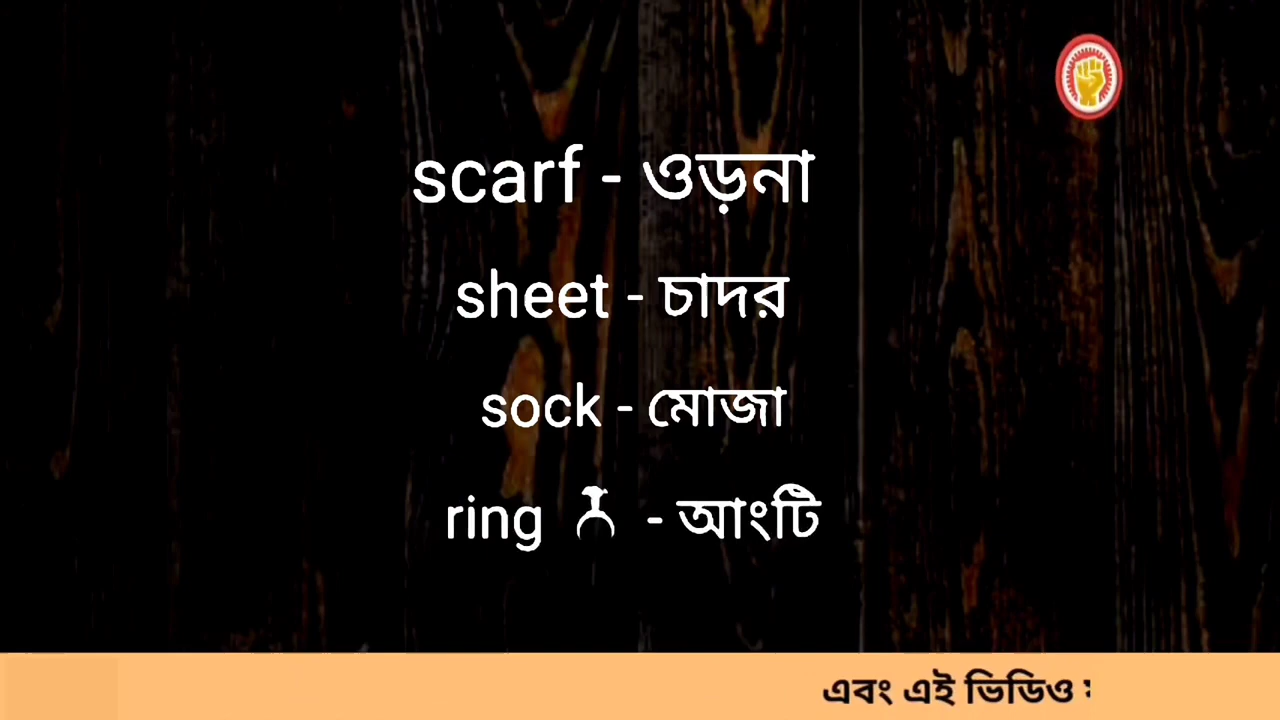 scarf - ওড়না
sheet - চাদর
sock - মোজা
ring - আংটি
এবং এই ভিডিও